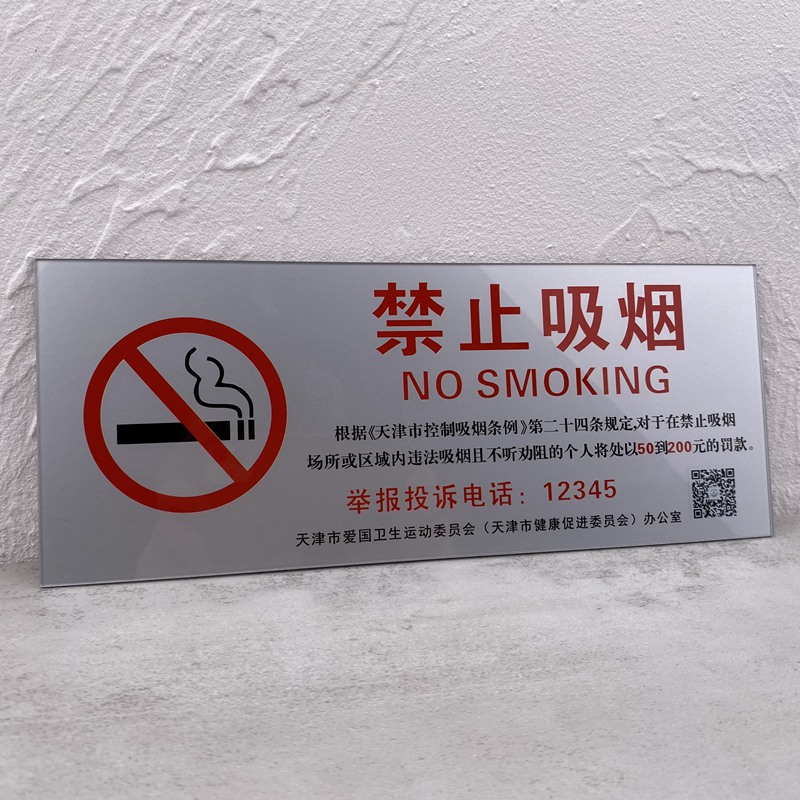 禁止吸烟
NO SMOKING
根据《天津市控制吸烟条例》第二十四条规定,对于在禁止吸烟
场所或区域内违法吸烟且不听劝阻的个人将处以50到200元的罚款。
举报投诉电话：12345
天津市爱国卫生运动委员会（天津市健康促进委员会）办公室